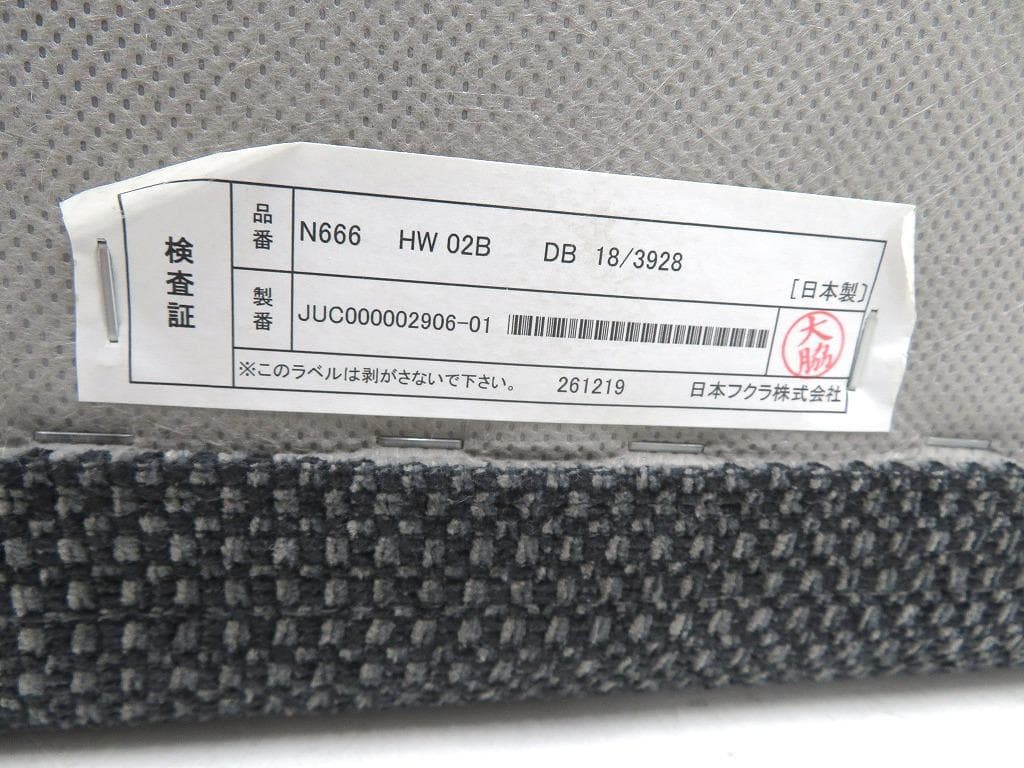 検査証
品番 N666 HW 02B DB 18/3928
[日本製]
製番 JUC000002906-01
大脇
※このラベルは剥がさないで下さい。 261219 日本フクラ株式会社